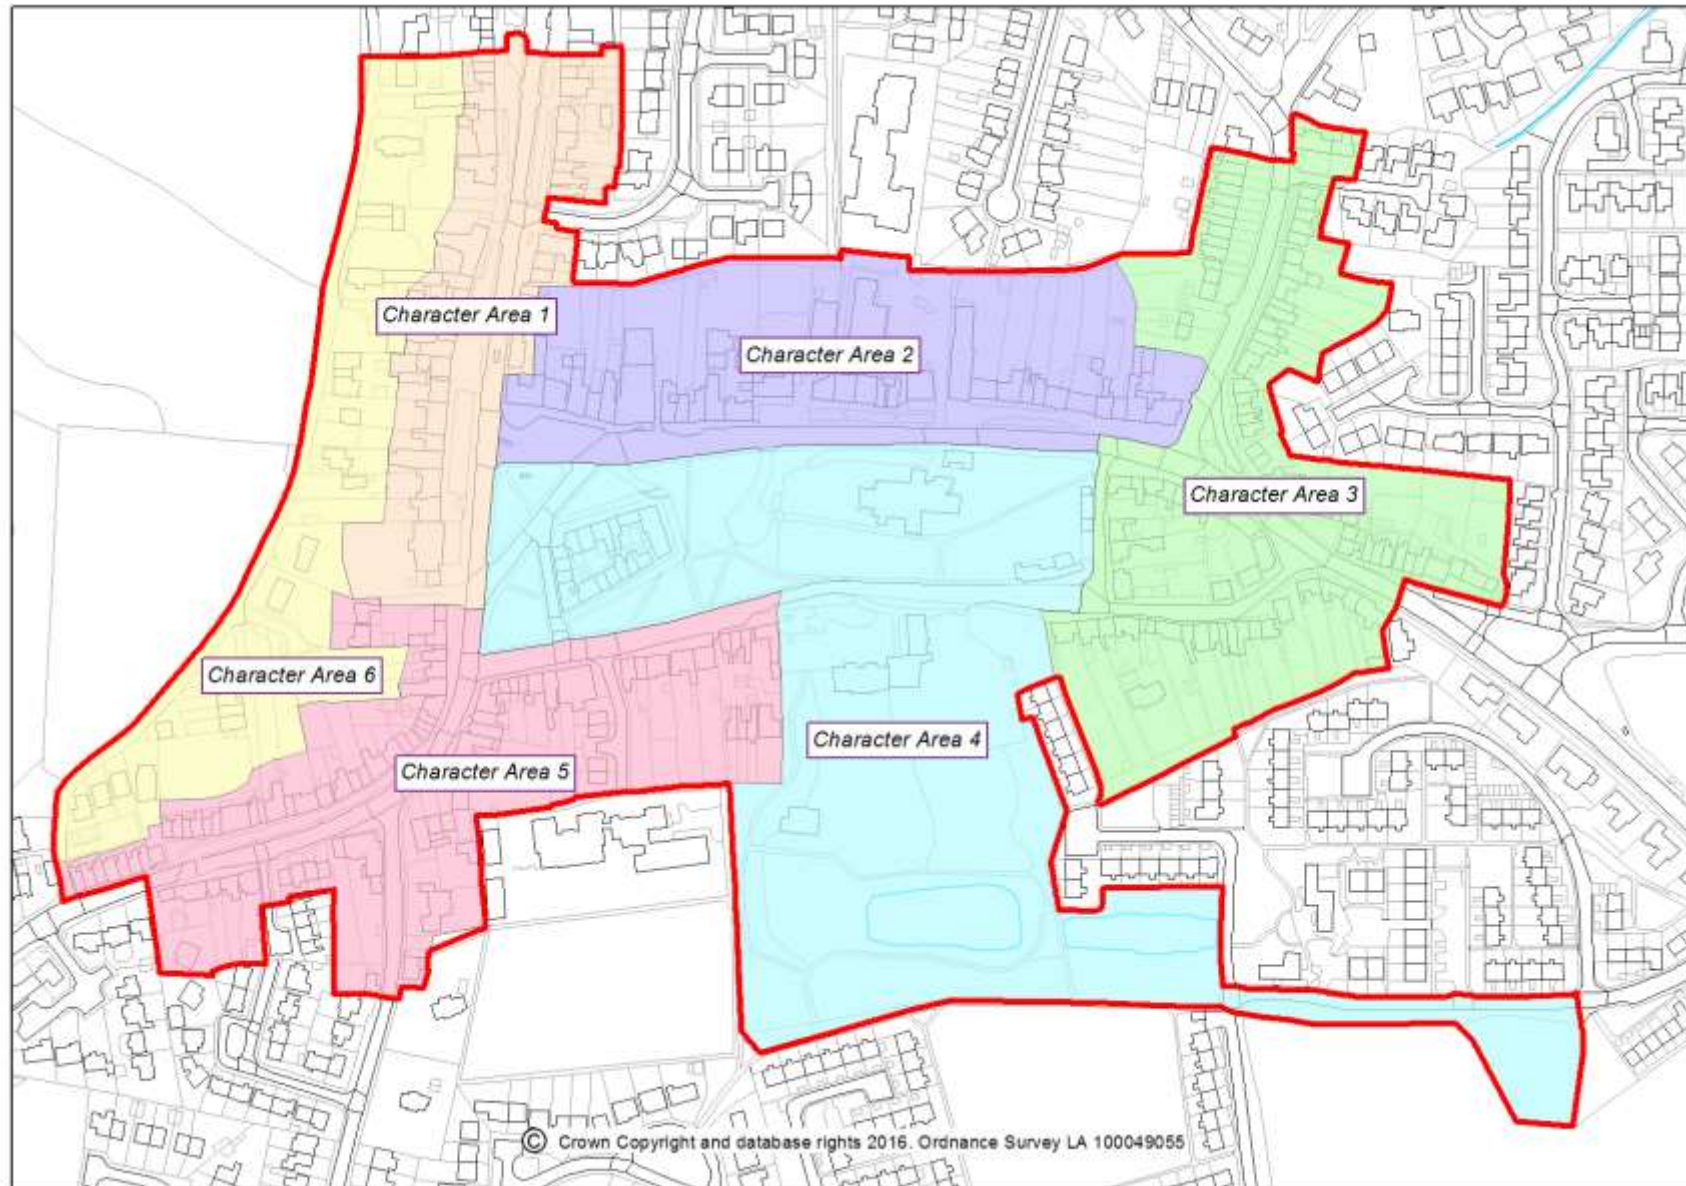 Character Area 1
Character Area 2
Character Area 3
Character Area 6
Character Area 4
Character Area 5
© Crown Copyright and database rights 2016. Ordnance Survey LA 100049055